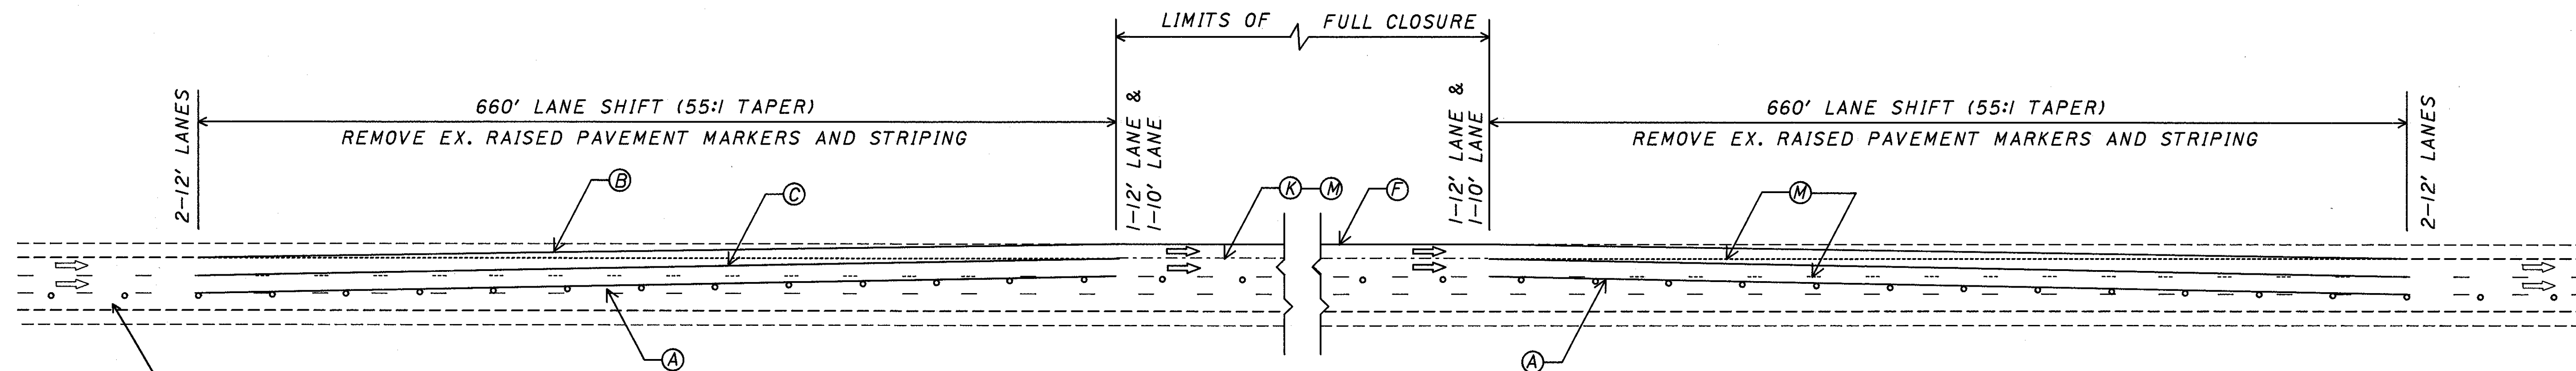 LIMITS OF FULL CLOSURE
2-12' LANES
660' LANE SHIFT (55:1 TAPER)
REMOVE EX. RAISED PAVEMENT MARKERS AND STRIPING
1-12' LANE &
1-10' LANE
1-12' LANE &
1-10' LANE
660' LANE SHIFT (55:1 TAPER)
REMOVE EX. RAISED PAVEMENT MARKERS AND STRIPING
2-12' LANES
B
C
K M
F
M
A
A